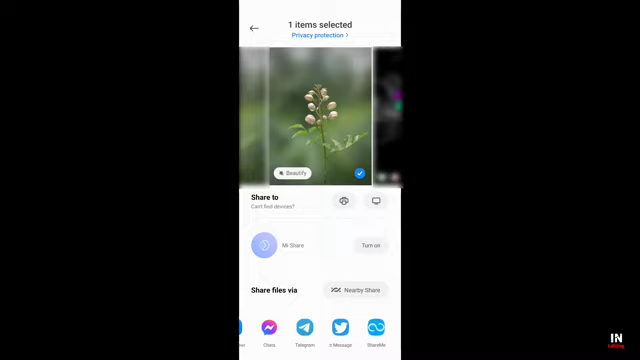 1 items selected
Privacy protection >
Beautify
Share to
Can't find devices?
Mi Share
Turn on
Share files via
Nearby Share
Chats
Telegram
Message
ShareMe
IN